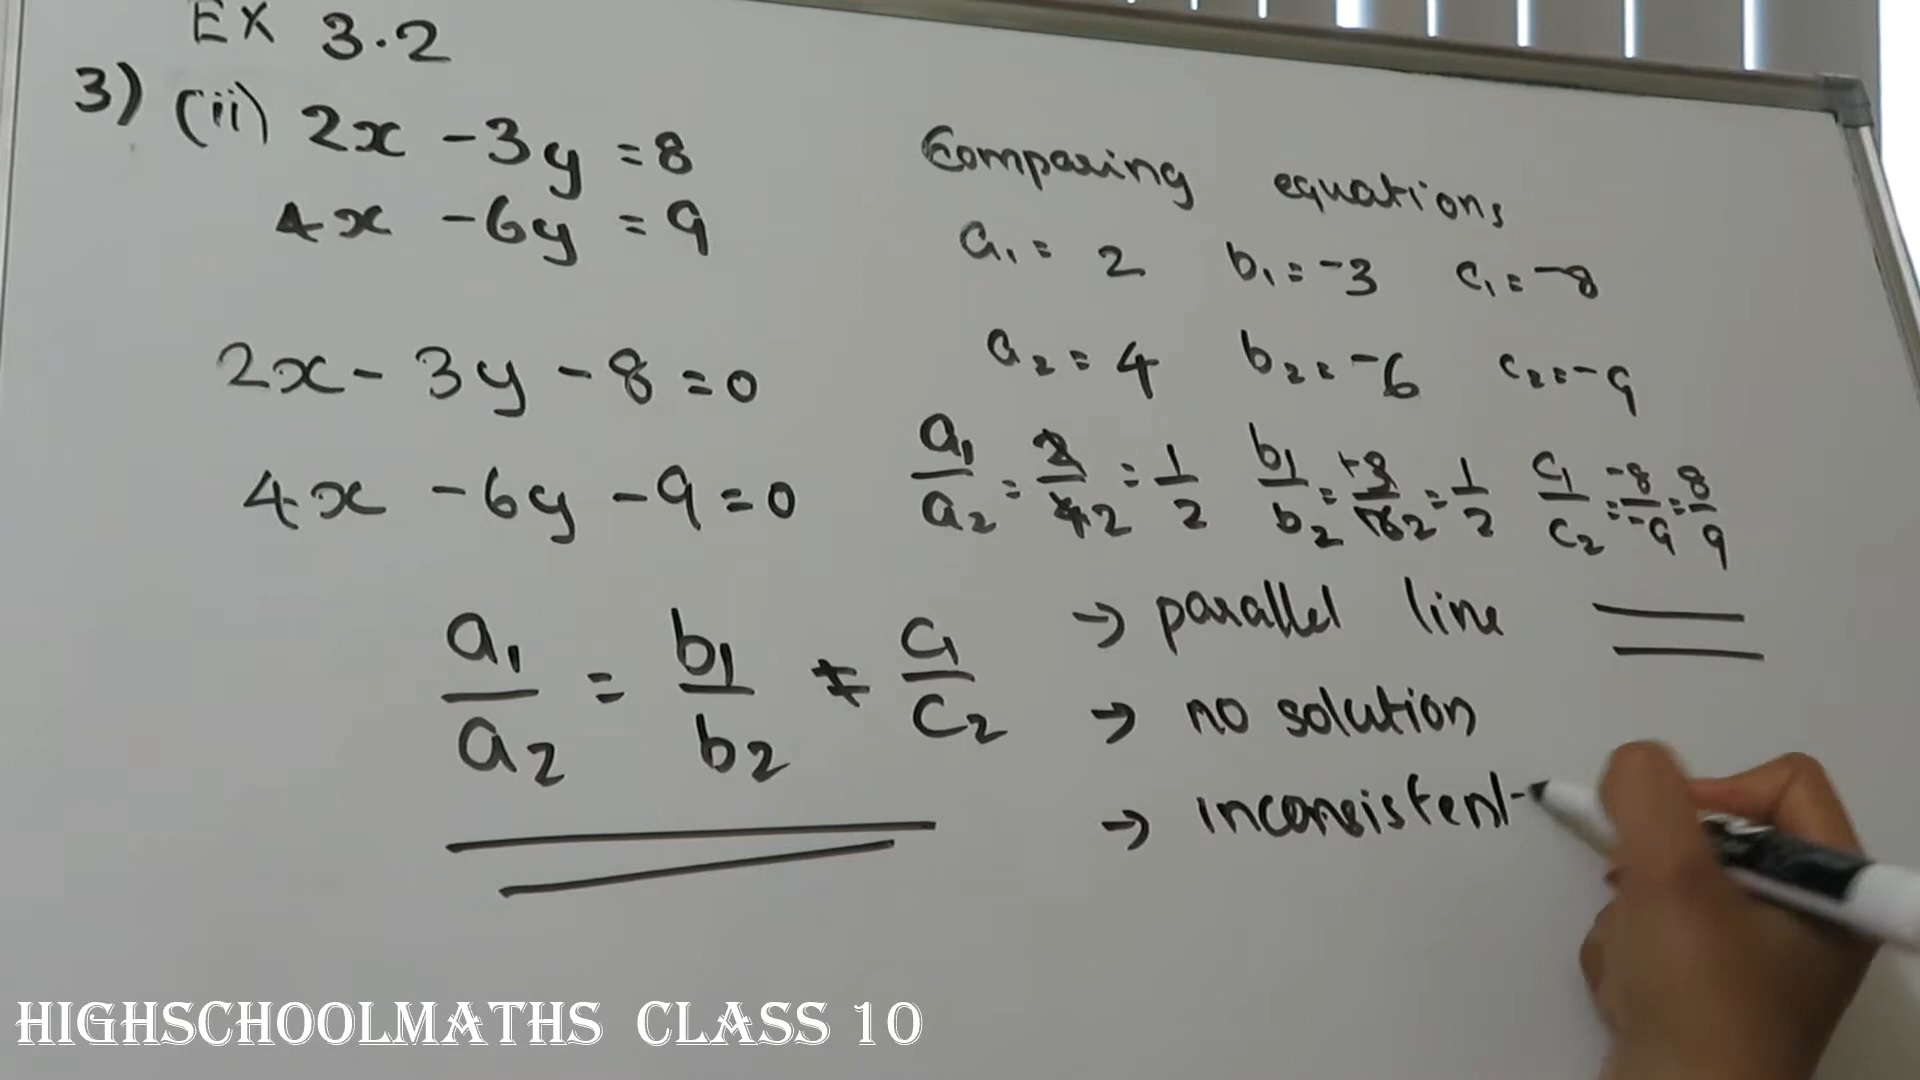 EX 3.2
3) (ii) 2x - 3y = 8
4x - 6y = 9
2x - 3y - 8 = 0
4x - 6y - 9 = 0
Comparing equations
a₁ = 2 b₁ = -3 c₁ = -8
a₂ = 4 b₂ = -6 c₂ = -9
a₁/a₂ = 2/4 2 = 1/2 b₁/b₂ = -3/-6 2 = 1/2 c₁/c₂ = -8/-9 = 8/9
a₁/a₂ = b₁/b₂ ≠ c₁/c₂
→ parallel line
→ no solution
→ inconsistent
HIGHSCHOOLMATHS CLASS 10